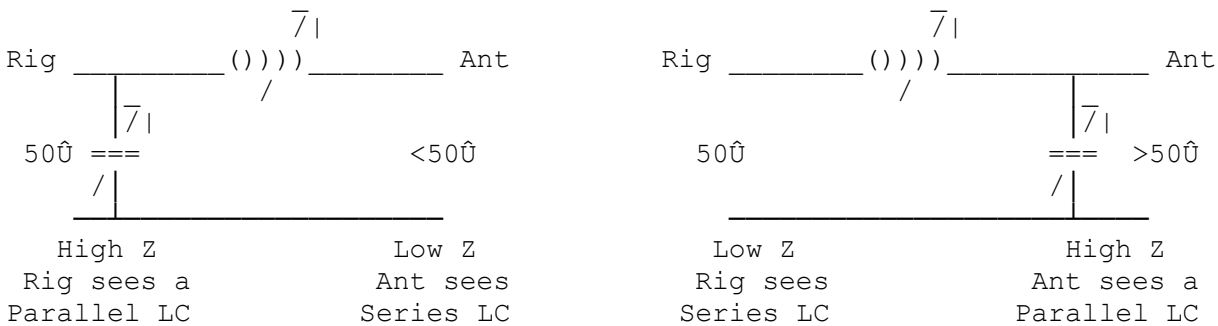 Rig ())))  Ant Rig ()))) Ant
50Û === <50Û 50Û === >50Û
High Z Low Z Low Z High Z
Rig sees a Ant sees Rig sees Ant sees a
Parallel LC Series LC Series LC Parallel LC